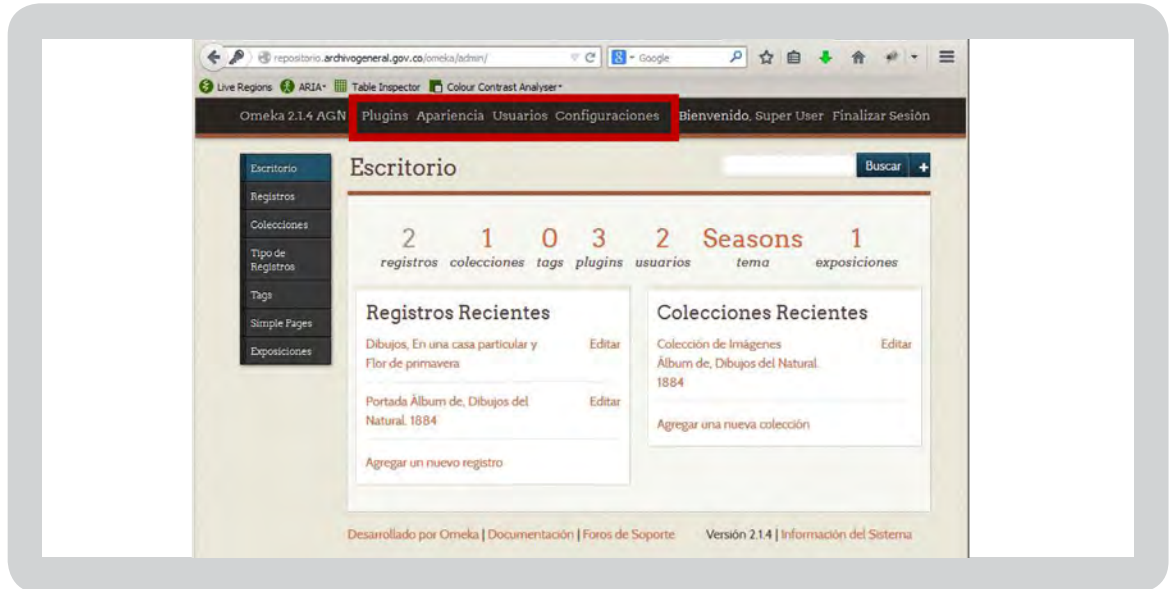 repositorio.archivogeneral.gov.co/omeka/admin/
Google
Live Regions ARIA Table Inspector Colour Contrast Analyser
Omeka 2.1.4 AGN Plugins Apariencia Usuarios Configuraciones Bienvenido, Super User Finalizar Sesión
Escritorio
Registros
Colecciones
Tipo de
Registros
Tags
Simple Pages
Exposiciones
Escritorio
Buscar +
2 1 0 3 2 Seasons 1
registros colecciones tags plugins usuarios tema exposiciones
Registros Recientes
Dibujos, En una casa particular y Editar
Flor de primavera
Portada Álbum de, Dibujos del Editar
Natural. 1884
Agregar un nuevo registro
Colecciones Recientes
Colección de Imágenes Editar
Álbum de, Dibujos del Natural.
1884
Agregar una nueva colección
Desarrollado por Omeka | Documentación | Foros de Soporte Versión 2.1.4 | Información del Sistema